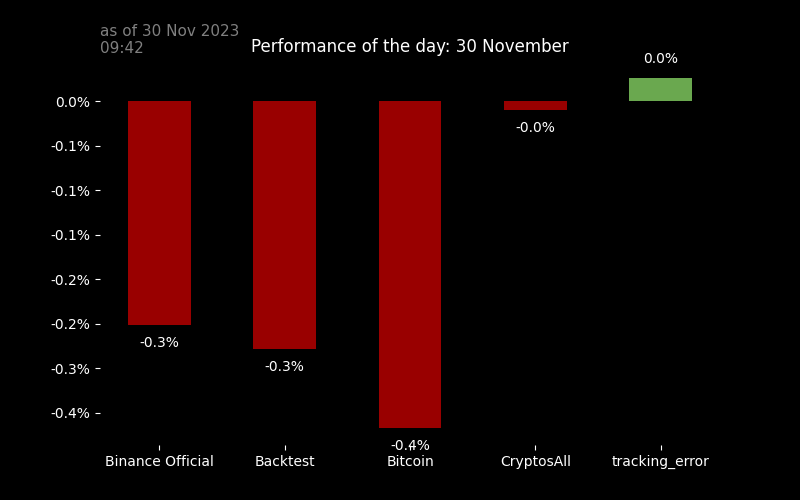 as of 30 Nov 2023
09:42
Performance of the day: 30 November
0.0%
0.0%
-0.1%
-0.0%
-0.1%
-0.1%
-0.2%
-0.2%
-0.3%
-0.3%
-0.3%
-0.4%
-0.4%
Binance Official
Backtest
Bitcoin
CryptosAll
tracking_error